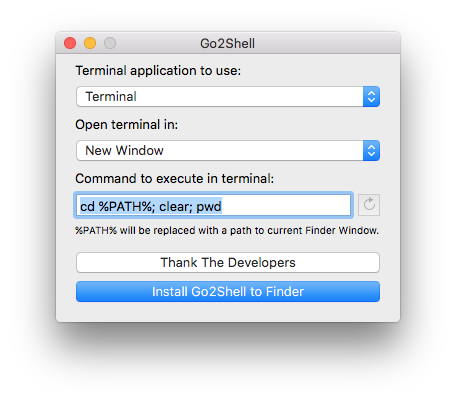 Go2Shell
Terminal application to use:
Terminal
Open terminal in:
New Window
Command to execute in terminal:
cd %PATH%; clear; pwd
%PATH% will be replaced with a path to current Finder Window.
Thank The Developers
Install Go2Shell to Finder